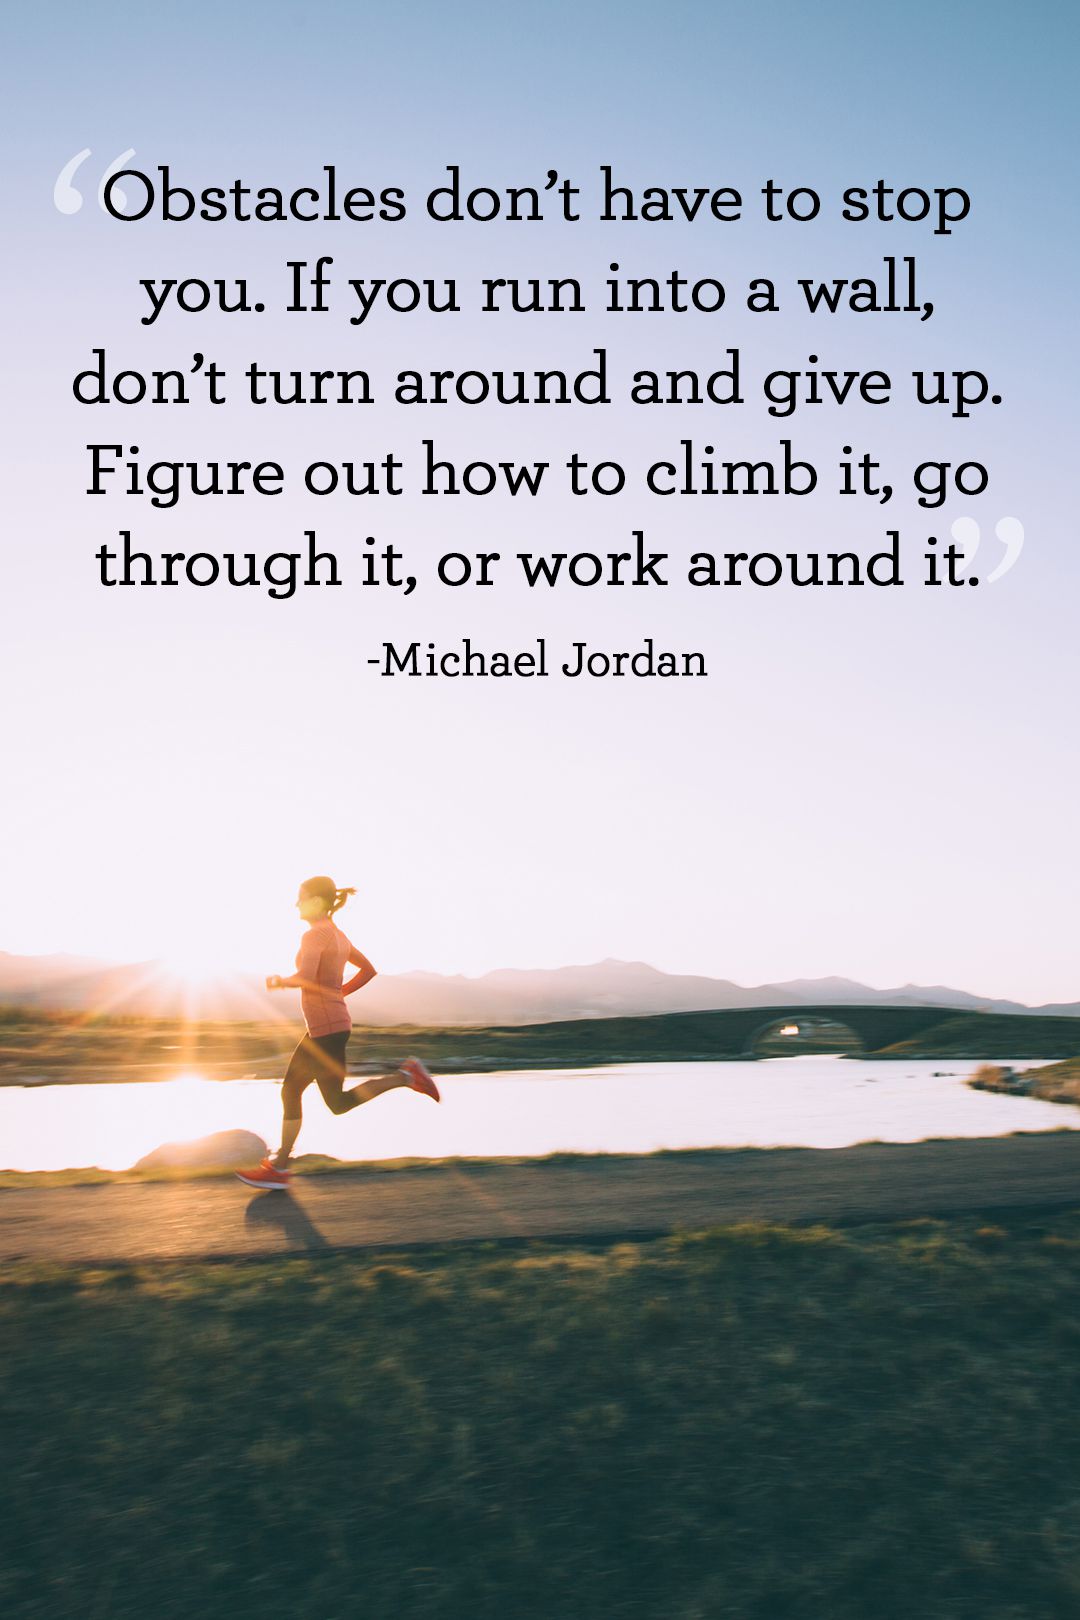 “Obstacles don’t have to stop
you. If you run into a wall,
don’t turn around and give up.
Figure out how to climb it, go
through it, or work around it.”
-Michael Jordan